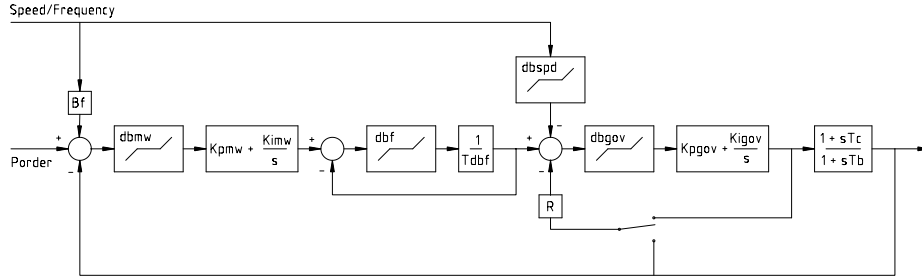 Speed/Frequency
dbspd
Bf
dbmw
Kpmw + Kimw/s
dbf
1/Tdbf
dbgov
Kpgov + Kigov/s
1 + sTc/1 + sTb
+
-
+
-
+
-
-
Porder
R